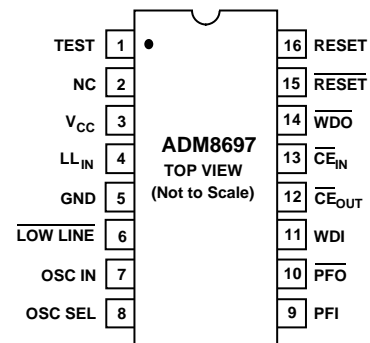 TEST 1 16 RESET
NC 2 15 RESET
VCC 3 14 WDO
LLIN 4 13 CEIN
GND 5 12 CEOUT
LOW LINE 6 11 WDI
OSC IN 7 10 PFO
OSC SEL 8 9 PFI
ADM8697
TOP VIEW
(Not to Scale)